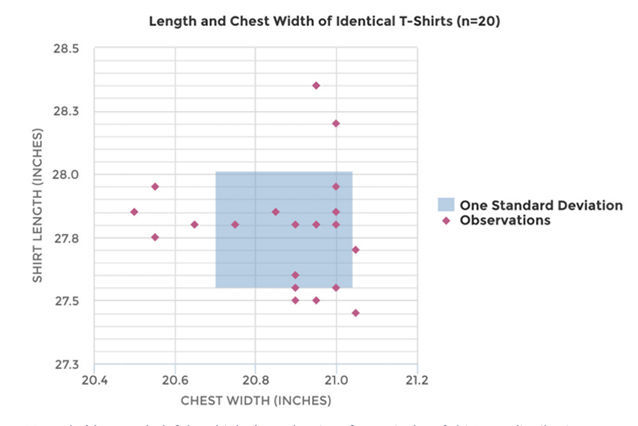 Length and Chest Width of Identical T-Shirts (n=20)
28.5
28.3
28.0
27.8
27.5
27.3
SHIRT LENGTH (INCHES)
20.4 20.6 20.8 21.0 21.2
CHEST WIDTH (INCHES)
One Standard Deviation
Observations